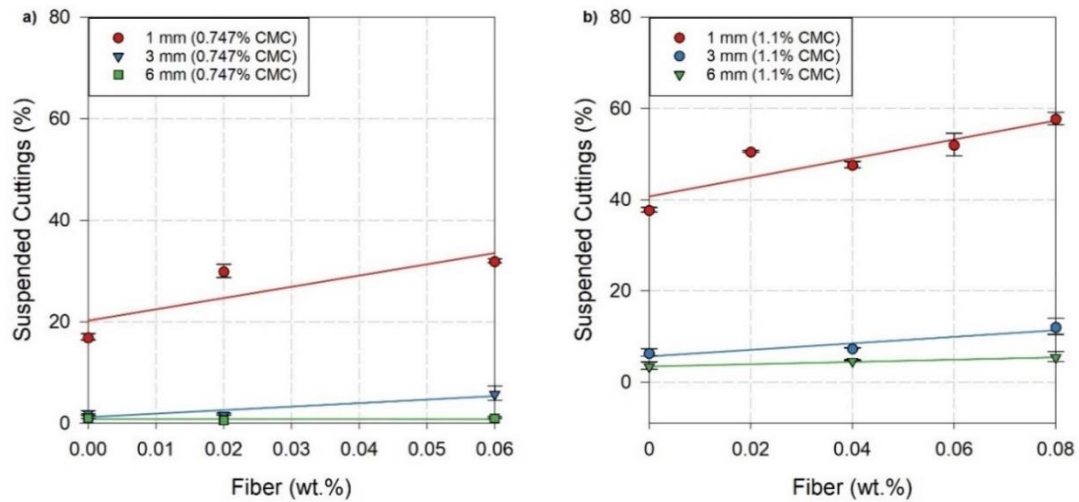 a)
80
60
40
20
0
Suspended Cuttings (%)
1 mm (0.747% CMC)
3 mm (0.747% CMC)
6 mm (0.747% CMC)
0.00 0.01 0.02 0.03 0.04 0.05 0.06
Fiber (wt.%)
b)
80
60
40
20
0
Suspended Cuttings (%)
1 mm (1.1% CMC)
3 mm (1.1% CMC)
6 mm (1.1% CMC)
0 0.02 0.04 0.06 0.08
Fiber (wt.%)